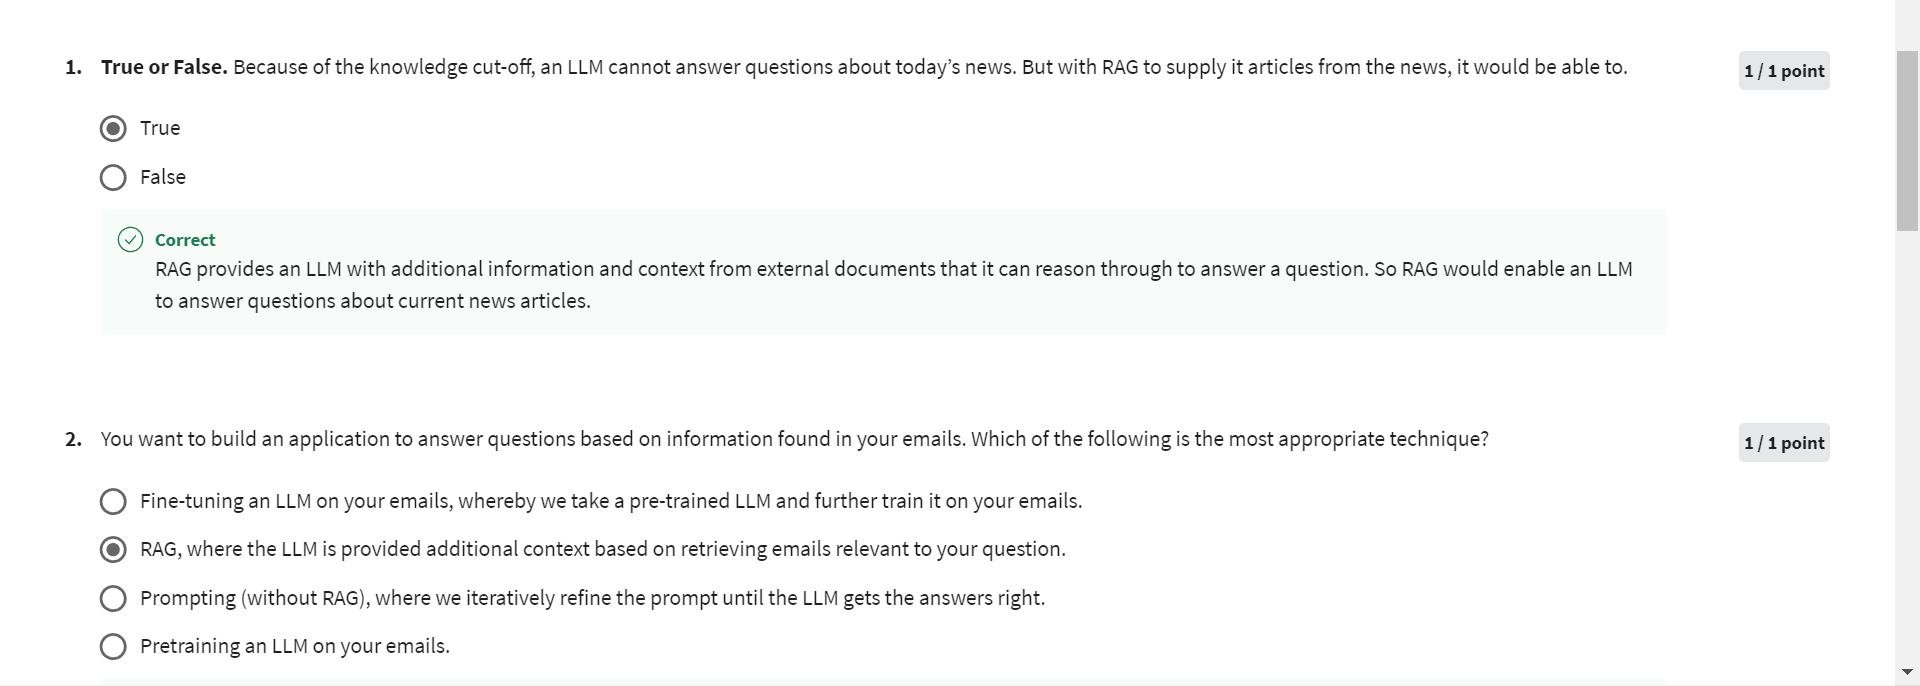 1. True or False. Because of the knowledge cut-off, an LLM cannot answer questions about today’s news. But with RAG to supply it articles from the news, it would be able to.
1 / 1 point
True
False
Correct
RAG provides an LLM with additional information and context from external documents that it can reason through to answer a question. So RAG would enable an LLM
to answer questions about current news articles.
2. You want to build an application to answer questions based on information found in your emails. Which of the following is the most appropriate technique?
1 / 1 point
Fine-tuning an LLM on your emails, whereby we take a pre-trained LLM and further train it on your emails.
RAG, where the LLM is provided additional context based on retrieving emails relevant to your question.
Prompting (without RAG), where we iteratively refine the prompt until the LLM gets the answers right.
Pretraining an LLM on your emails.